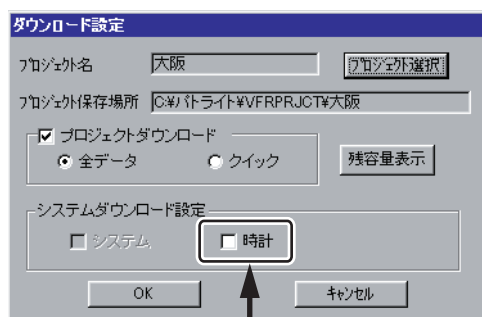 ダウンロード設定
プロジェクト名 大阪 プロジェクト選択
プロジェクト保存場所 C:¥パトライト¥VFRPRJCT¥大阪
プロジェクトダウンロード
全データ クイック 残容量表示
システムダウンロード設定
システム 時計
OK キャンセル